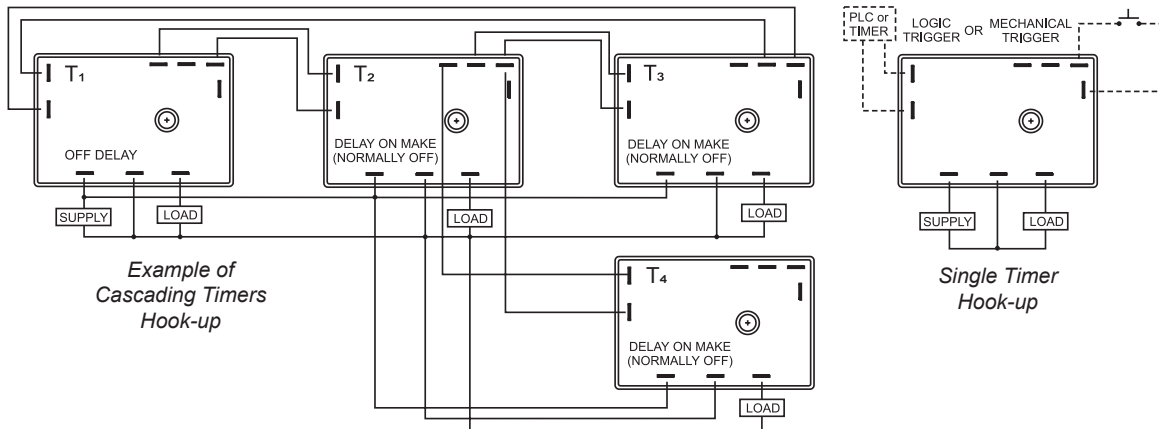 T₁
OFF DELAY
SUPPLY
LOAD
T₂
DELAY ON MAKE
(NORMALLY OFF)
LOAD
T₃
DELAY ON MAKE
(NORMALLY OFF)
LOAD
T₄
DELAY ON MAKE
(NORMALLY OFF)
LOAD
Example of
Cascading Timers
Hook-up
PLC or
TIMER
LOGIC
TRIGGER
OR
MECHANICAL
TRIGGER
SUPPLY
LOAD
Single Timer
Hook-up